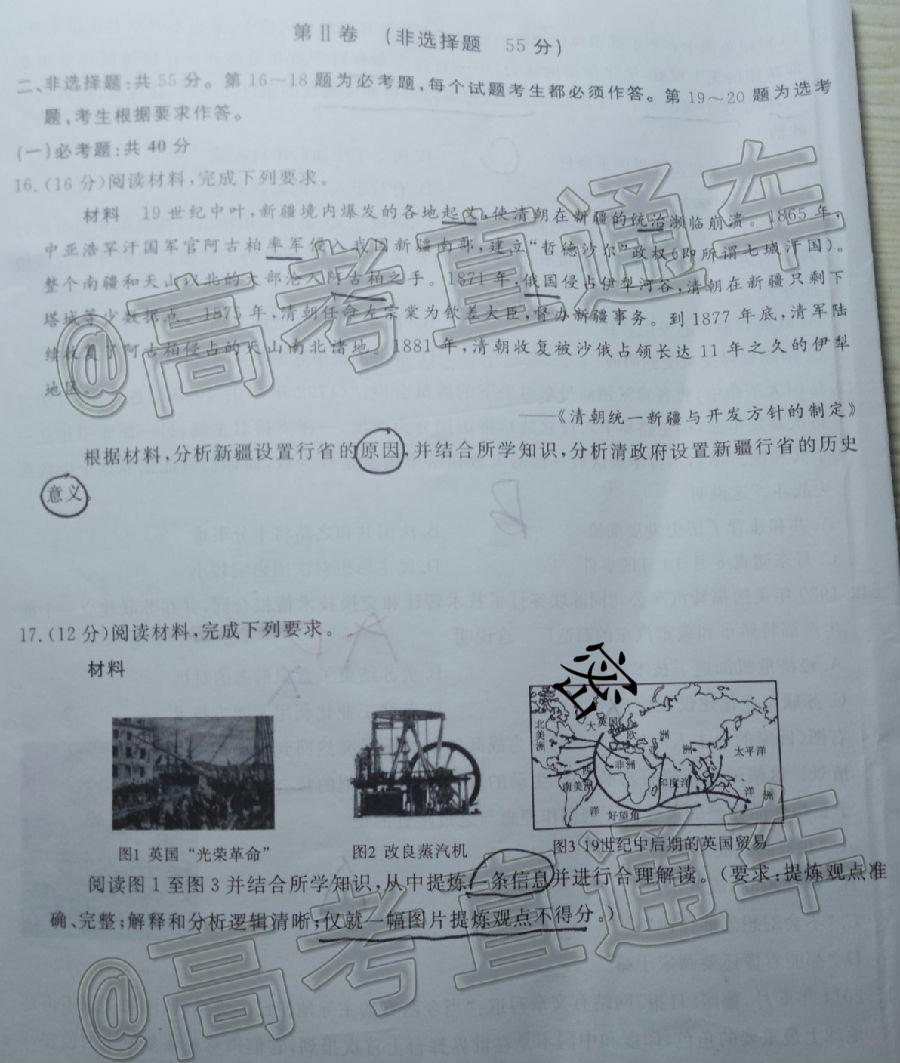 第Ⅱ卷 (非选择题 55分)
二、非选择题:共55分。第16~18题为必考题,每个试题考生都必须作答。第19~20题为选考
题,考生根据要求作答。
(一)必考题:共40分
16.(16分)阅读材料,完成下列要求。
材料 19世纪中叶,新疆境内爆发的各地起义,使清朝在新疆的统治濒临崩溃。1865年,
中亚浩罕汗国军官阿古柏率军侵入我国新疆南部,建立“哲德沙尔”政权(即所谓七城汗国)。
整个南疆和天山以北的大部沦入阿古柏之手。1871年,俄国侵占伊犁河谷,清朝在新疆只剩下
塔城等少数据点。1875年,清朝任命左宗棠为钦差大臣,督办新疆事务。到1877年底,清军陆
续收复了阿古柏侵占的天山南北诸地。1881年,清朝收复被沙俄占领长达11年之久的伊犁
地区。
——《清朝统一新疆与开发方针的制定》
根据材料,分析新疆设置行省的原因,并结合所学知识,分析清政府设置新疆行省的历史
意义
17.(12分)阅读材料,完成下列要求。
材料
密
北美洲
大
英国
欧
洲
洲
太平洋
非洲
南美洲
印度洋
洋
洲
洋
好望角
图1 英国“光荣革命”
图2 改良蒸汽机
图3 19世纪中后期的英国贸易
阅读图1至图3并结合所学知识,从中提炼一条信息并进行合理解读。(要求:提炼观点准
确、完整;解释和分析逻辑清晰;仅就一幅图片提炼观点不得分。)
@高考直通车
@高考直通车